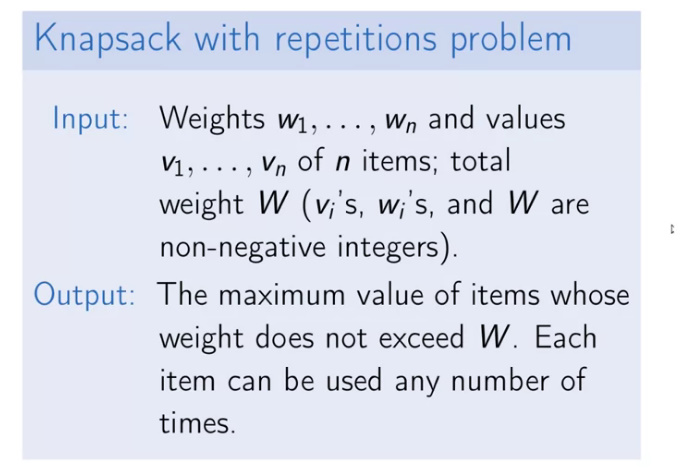 Knapsack with repetitions problem
Input: Weights w₁, . . . , wₙ and values
v₁, . . . , vₙ of n items; total
weight W (vᵢ's, wᵢ's, and W are
non-negative integers).
Output: The maximum value of items whose
weight does not exceed W. Each
item can be used any number of
times.